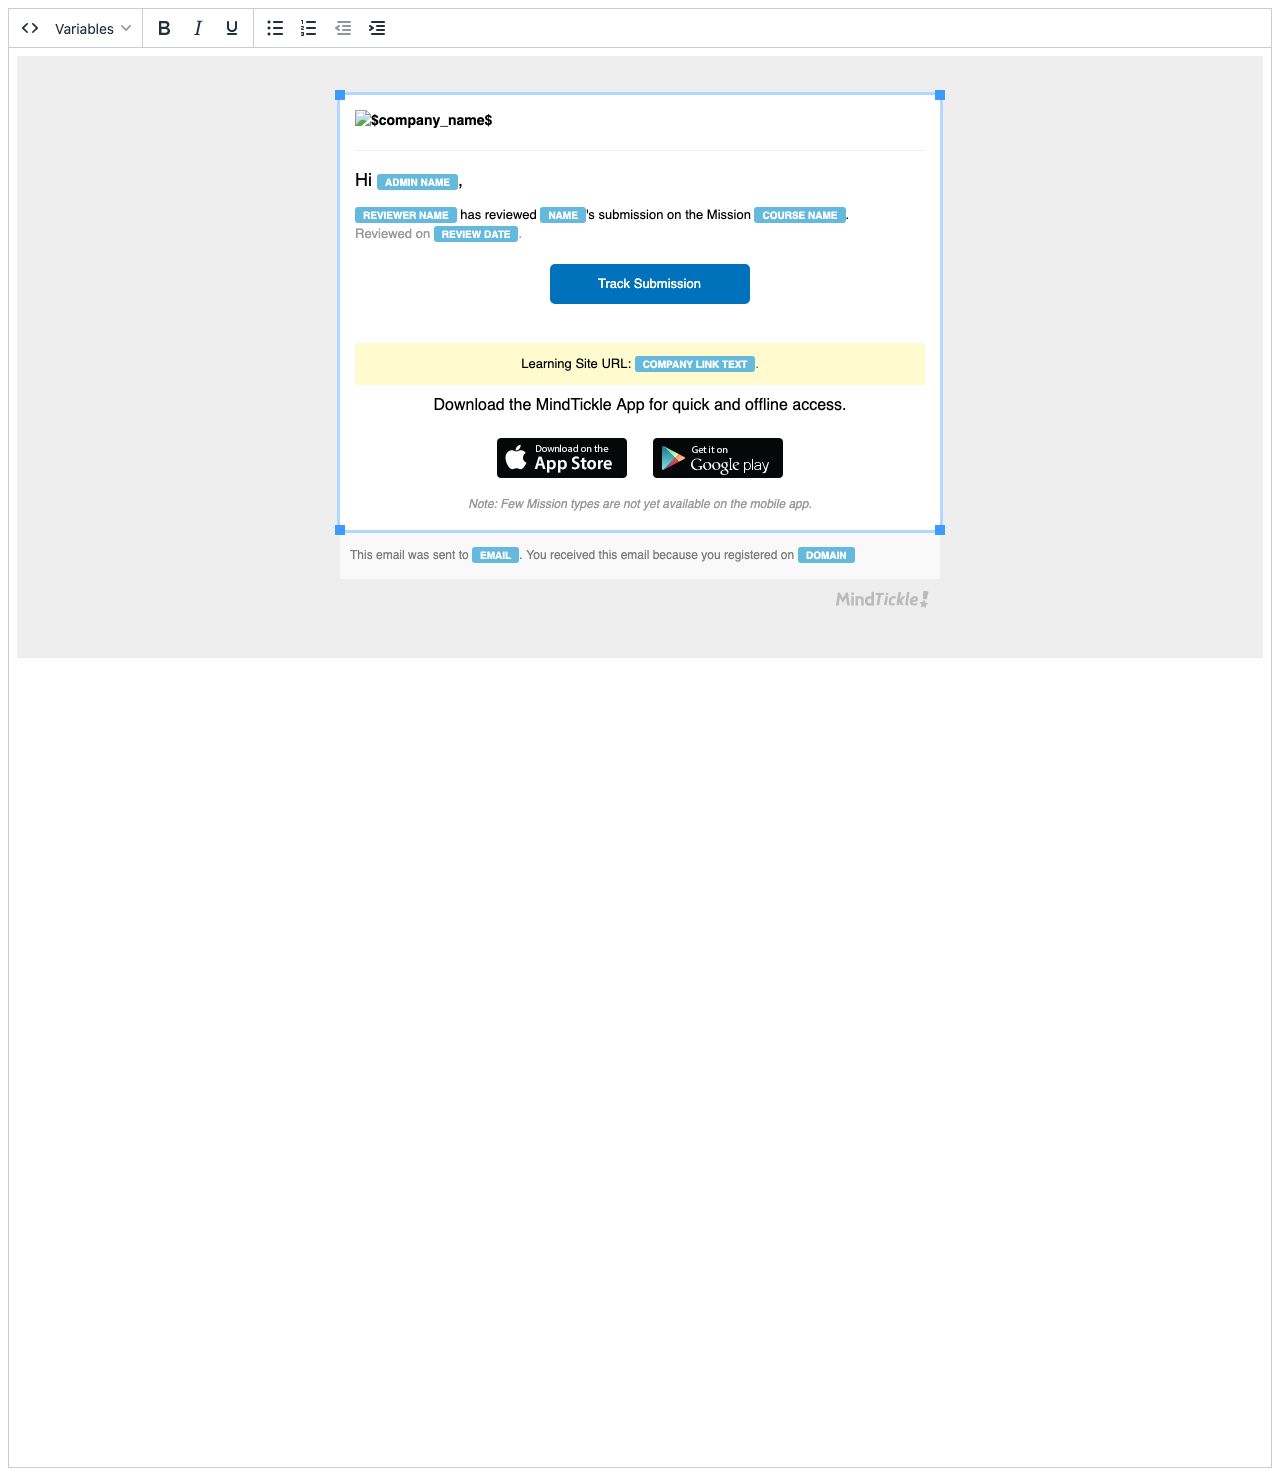 Variables B I U
$company_name$
Hi ADMIN NAME,
REVIEWER NAME has reviewed NAME's submission on the Mission COURSE NAME.
Reviewed on REVIEW DATE.
Track Submission
Learning Site URL: COMPANY LINK TEXT.
Download the MindTickle App for quick and offline access.
Download on the
App Store
Get it on
Google play
Note: Few Mission types are not yet available on the mobile app.
This email was sent to EMAIL. You received this email because you registered on DOMAIN
MindTickle!